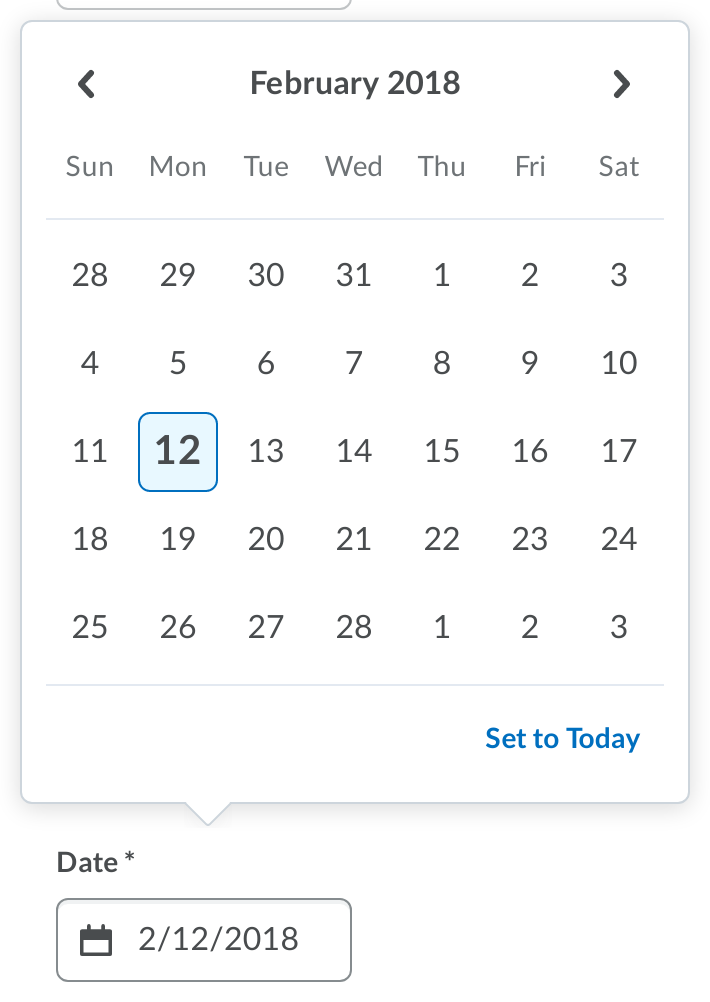 February 2018
Sun Mon Tue Wed Thu Fri Sat
28 29 30 31 1 2 3
4 5 6 7 8 9 10
11 12 13 14 15 16 17
18 19 20 21 22 23 24
25 26 27 28 1 2 3
Set to Today
Date *
2/12/2018